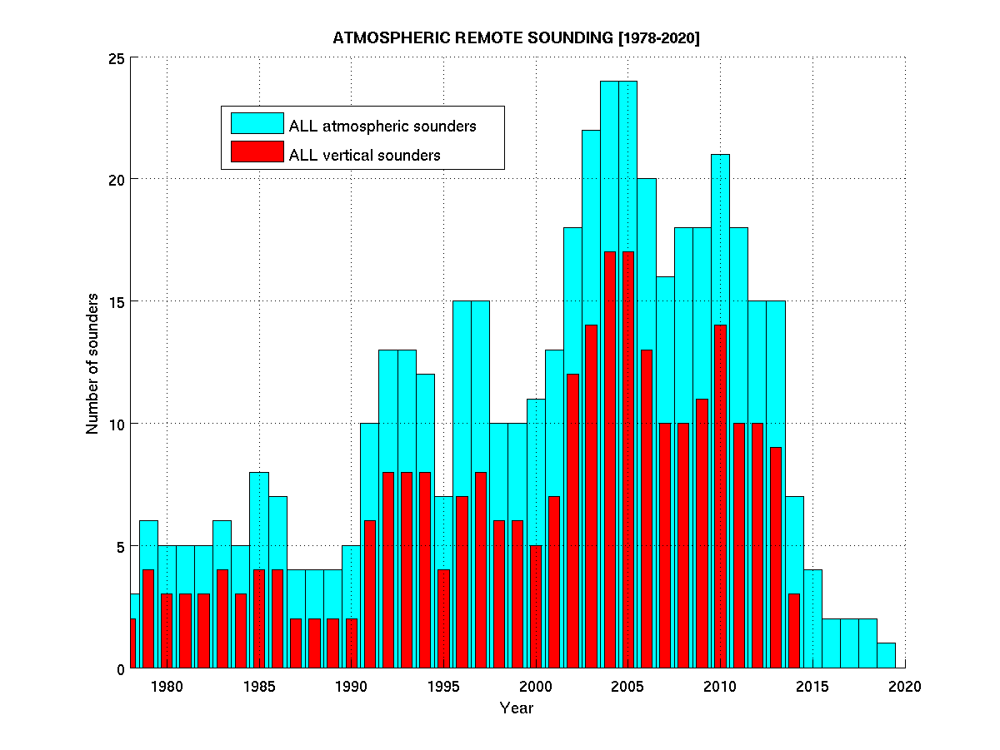 ATMOSPHERIC REMOTE SOUNDING [1978-2020]
25
ALL atmospheric sounders
ALL vertical sounders
20
15
10
5
0
Number of sounders
1980 1985 1990 1995 2000 2005 2010 2015 2020
Year